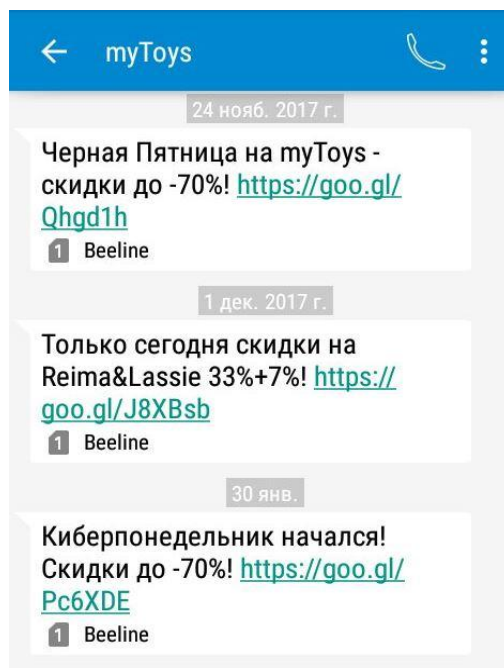 myToys
24 нояб. 2017 г.
Черная Пятница на myToys -
скидки до -70%! https://goo.gl/
Qhgd1h
1 Beeline
1 дек. 2017 г.
Только сегодня скидки на
Reima&Lassie 33%+7%! https://
goo.gl/J8XBsb
1 Beeline
30 янв.
Киберпонедельник начался!
Скидки до -70%! https://goo.gl/
Pc6XDE
1 Beeline